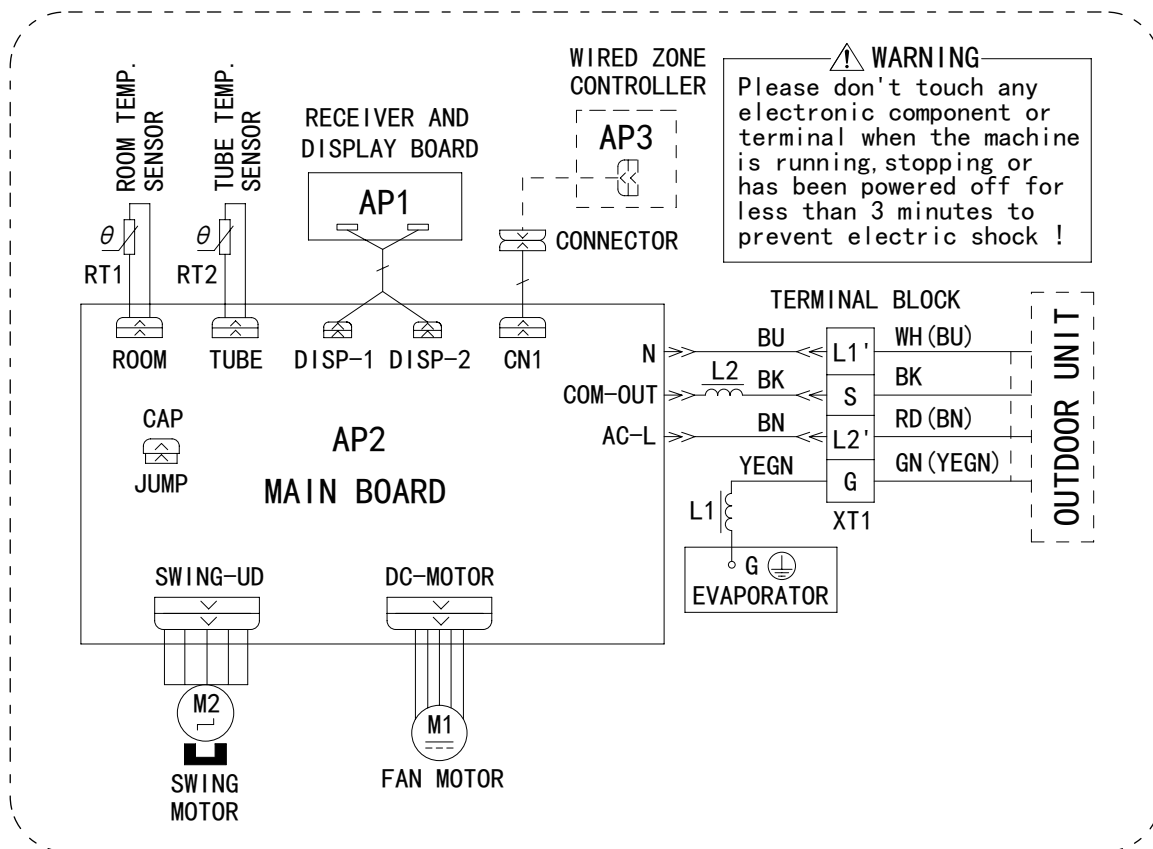 ROOM TEMP.
SENSOR
TUBE TEMP.
SENSOR
θ
RT1
θ
RT2
RECEIVER AND
DISPLAY BOARD
AP1
WIRED ZONE
CONTROLLER
AP3
CONNECTOR
WARNING
Please don't touch any
electronic component or
terminal when the machine
is running, stopping or
has been powered off for
less than 3 minutes to
prevent electric shock !
ROOM
TUBE
DISP-1
DISP-2
CN1
CAP
JUMP
AP2
MAIN BOARD
N
COM-OUT
AC-L
TERMINAL BLOCK
BU
L1'
WH(BU)
L2
BK
S
BK
BN
L2'
RD(BN)
YEGN
G
GN(YEGN)
XT1
OUTDOOR UNIT
L1
G
EVAPORATOR
SWING-UD
DC-MOTOR
M2
SWING
MOTOR
M1
FAN MOTOR